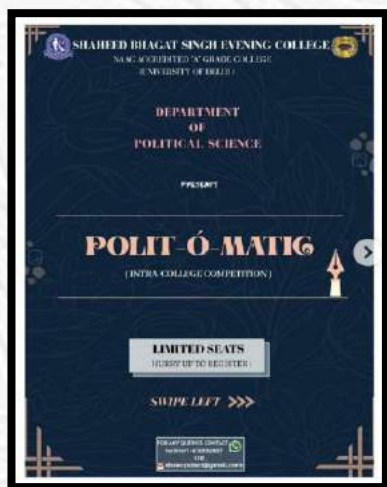 SHAHEED BHAGAT SINGH EVENING COLLEGE
NAAC ACCREDITED "A" GRADE COLLEGE
(UNIVERSITY OF DELHI)
DEPARTMENT
OF
POLITICAL SCIENCE
PRESENT
POLIT-Ó-MATIC
( INTRA-COLLEGE COMPETITION )
LIMITED SEATS
HURRY UP TO REGISTER !
SWIPE LEFT >>>
FOR ANY QUERIES CONTACT